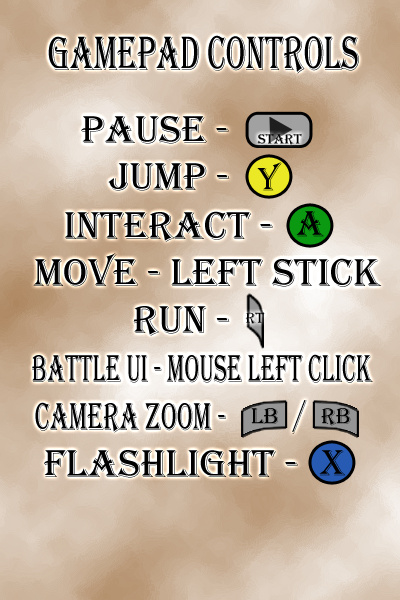 GAMEPAD CONTROLS
PAUSE - START
JUMP - Y
INTERACT - A
MOVE - LEFT STICK
RUN - RT
BATTLE UI - MOUSE LEFT CLICK
CAMERA ZOOM - LB / RB
FLASHLIGHT - X